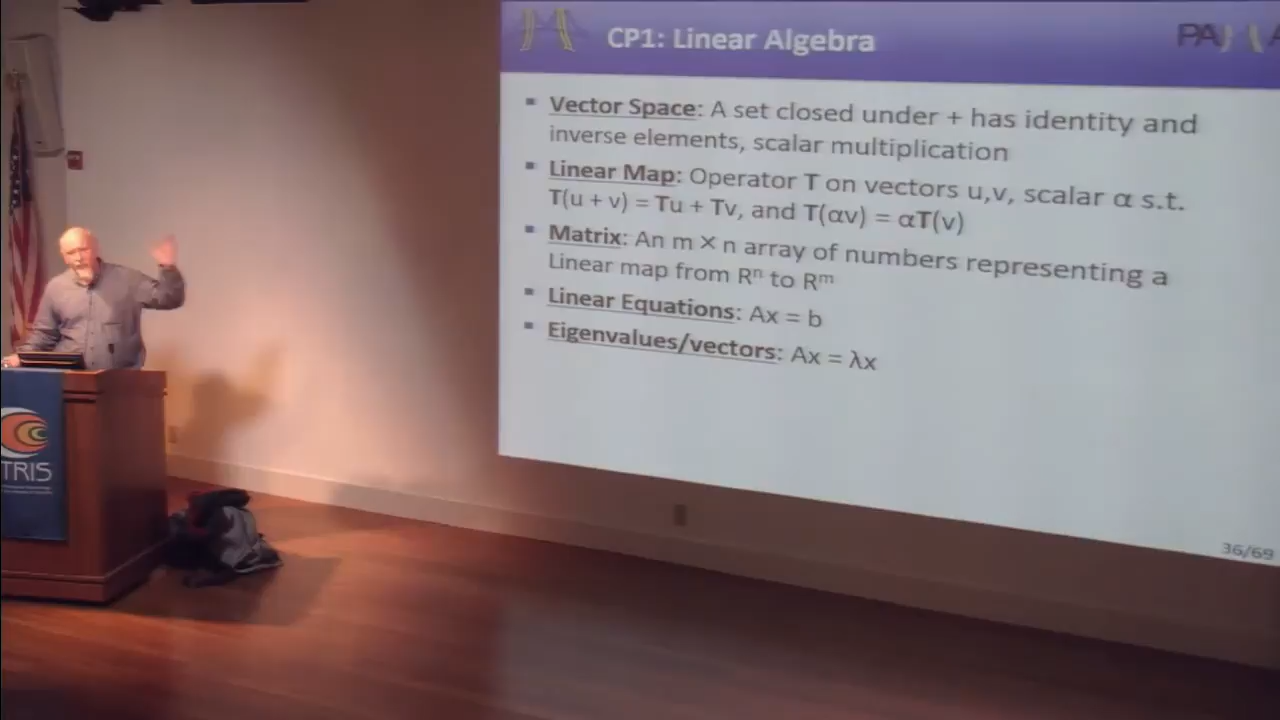 CP1: Linear Algebra
▪ Vector Space: A set closed under + has identity and
inverse elements, scalar multiplication
▪ Linear Map: Operator T on vectors u,v, scalar α s.t.
T(u + v) = Tu + Tv, and T(αv) = αT(v)
▪ Matrix: An m × n array of numbers representing a
Linear map from Rⁿ to Rᵐ
▪ Linear Equations: Ax = b
▪ Eigenvalues/vectors: Ax = λx
36/69
TRIS